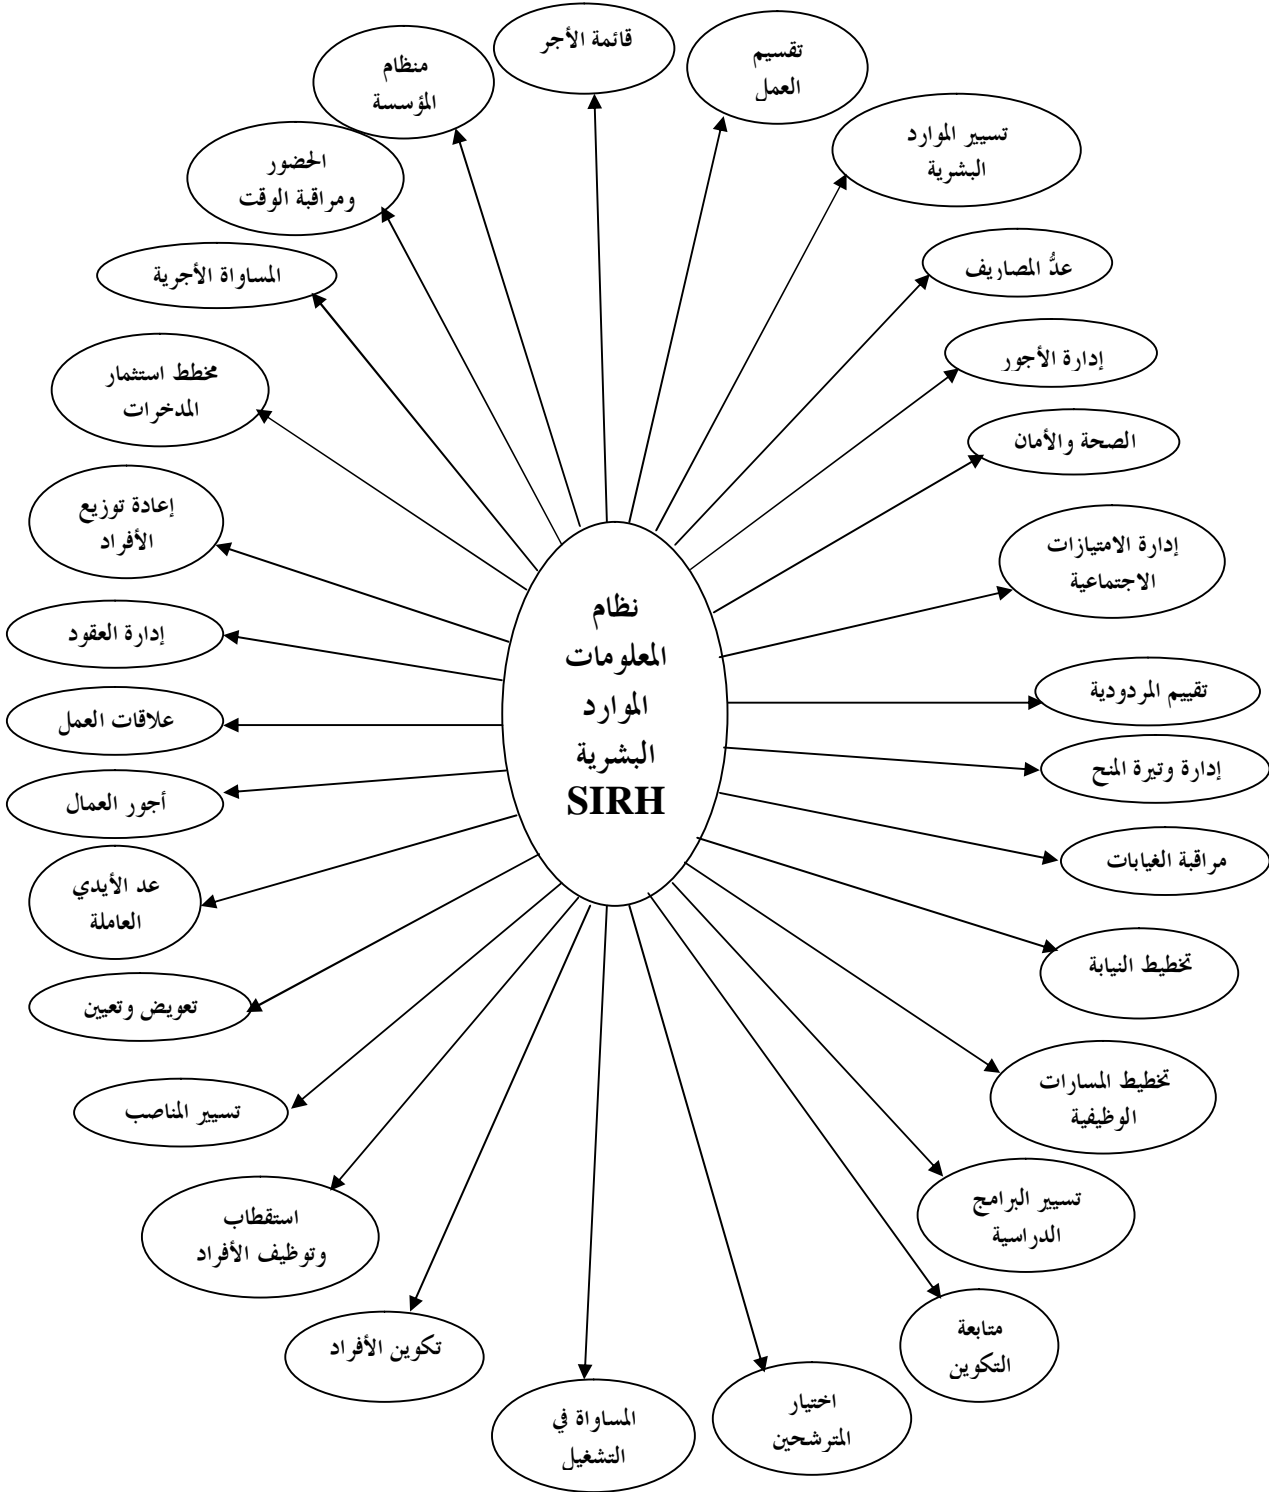 قائمة الأجر
تقسيم
العمل
منظام
المؤسسة
تسيير الموارد
البشرية
الحضور
ومراقبة الوقت
عدُّ المصاريف
المساواة الأجرية
إدارة الأجور
مخطط استثمار
المدخرات
الصحة والأمان
إعادة توزيع
الأفراد
إدارة الامتيازات
الاجتماعية
نظام
المعلومات
الموارد
البشرية
SIRH
إدارة العقود
تقييم المردودية
علاقات العمل
إدارة وتيرة المنح
أجور العمال
مراقبة الغيابات
عد الأيدي
العاملة
تخطيط النيابة
تعويض وتعيين
تخطيط المسارات
الوظيفية
تسيير المناصب
تسيير البرامج
الدراسية
استقطاب
وتوظيف الأفراد
متابعة
التكوين
تكوين الأفراد
اختيار
المترشحين
المساواة في
التشغيل